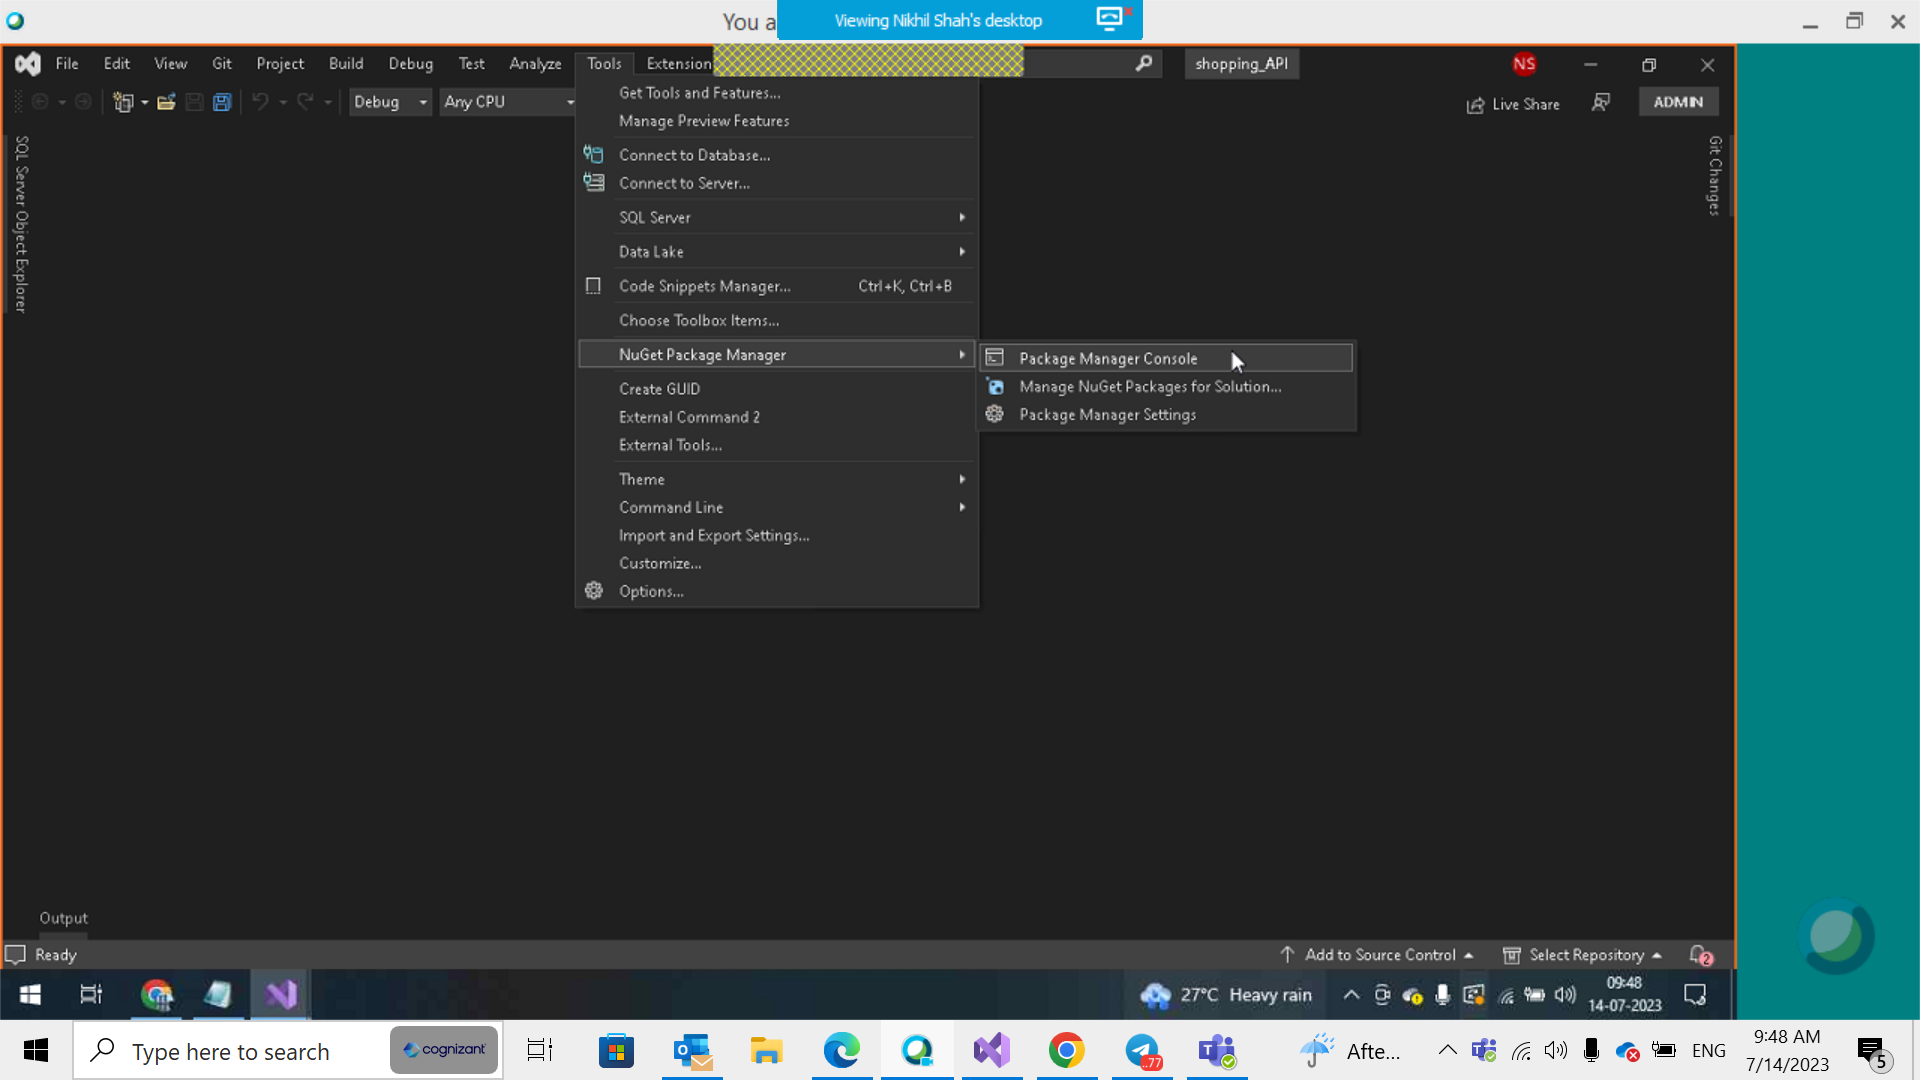 You a
Viewing Nikhil Shah's desktop
File Edit View Git Project Build Debug Test Analyze Tools Extension
shopping_API
NS
Debug
Any CPU
Live Share
ADMIN
SQL Server Object Explorer
Git Changes
Get Tools and Features...
Manage Preview Features
Connect to Database...
Connect to Server...
SQL Server
Data Lake
Code Snippets Manager... Ctrl+K, Ctrl+B
Choose Toolbox Items...
NuGet Package Manager
Package Manager Console
Manage NuGet Packages for Solution...
Package Manager Settings
Create GUID
External Command 2
External Tools...
Theme
Command Line
Import and Export Settings...
Customize...
Options...
Output
Ready
Add to Source Control
Select Repository
2
27°C Heavy rain
09:48
14-07-2023
Type here to search
cognizant
..77
Afte...
ENG
9:48 AM
7/14/2023
5